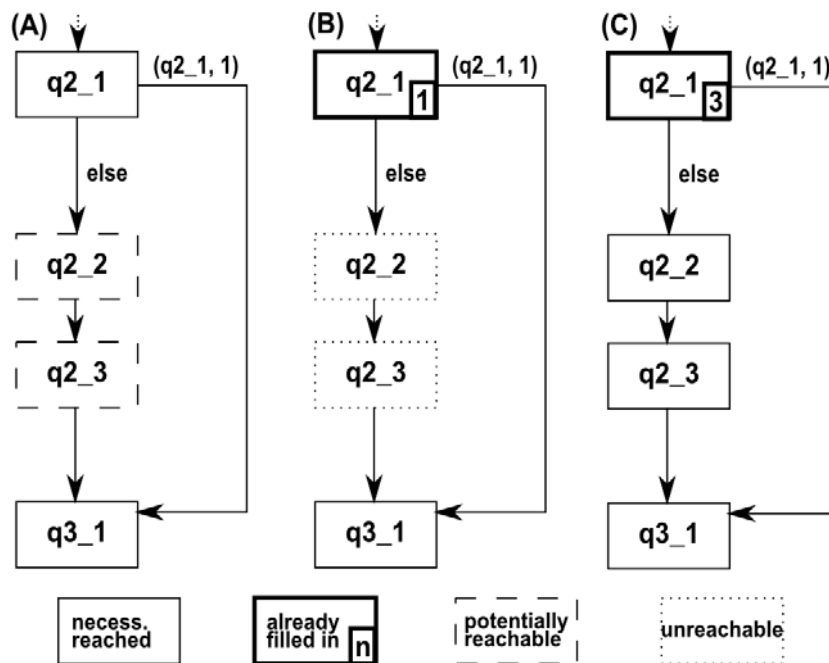 (A)
q2_1
(q2_1, 1)
else
q2_2
q2_3
q3_1
(B)
q2_1
1
(q2_1, 1)
else
q2_2
q2_3
q3_1
(C)
q2_1
3
(q2_1, 1)
else
q2_2
q2_3
q3_1
necess.
reached
already
filled in
n
potentially
reachable
unreachable